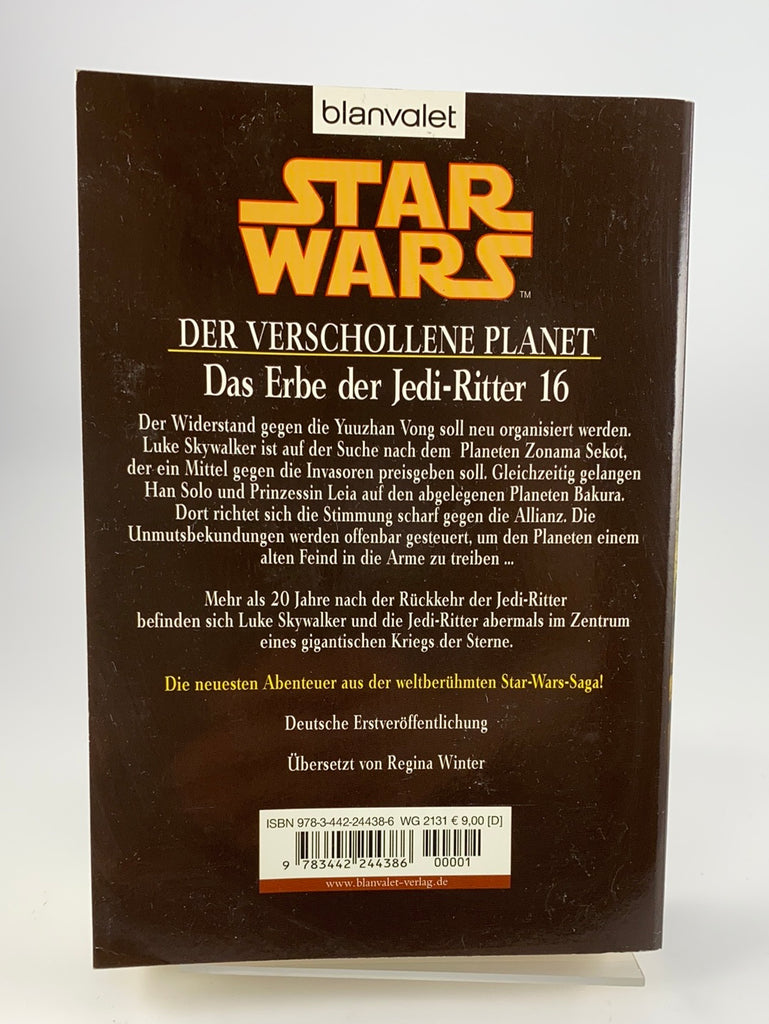 blanvalet
STAR
WARS
™
DER VERSCHOLLENE PLANET
Das Erbe der Jedi-Ritter 16
Der Widerstand gegen die Yuuzhan Vong soll neu organisiert werden.
Luke Skywalker ist auf der Suche nach dem Planeten Zonama Sekot,
der ein Mittel gegen die Invasoren preisgeben soll. Gleichzeitig gelangen
Han Solo und Prinzessin Leia auf den abgelegenen Planeten Bakura.
Dort richtet sich die Stimmung scharf gegen die Allianz. Die
Unmutsbekundungen werden offenbar gesteuert, um den Planeten einem
alten Feind in die Arme zu treiben ...
Mehr als 20 Jahre nach der Rückkehr der Jedi-Ritter
befinden sich Luke Skywalker und die Jedi-Ritter abermals im Zentrum
eines gigantischen Kriegs der Sterne.
Die neuesten Abenteuer aus der weltberühmten Star-Wars-Saga!
Deutsche Erstveröffentlichung
Übersetzt von Regina Winter
ISBN 978-3-442-24438-6 WG 2131 € 9,00 [D]
9 783442 244386 00001
www.blanvalet-verlag.de